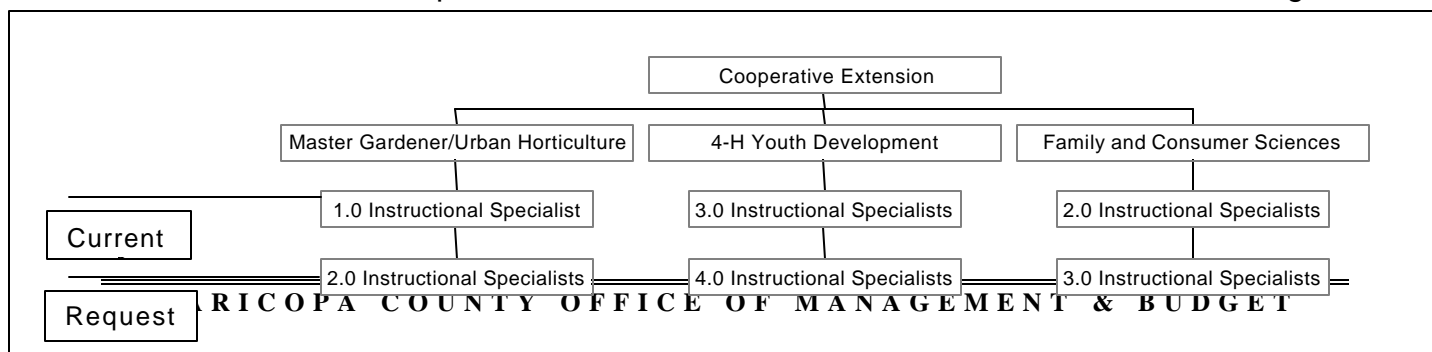 Cooperative Extension
Master Gardener/Urban Horticulture 4-H Youth Development Family and Consumer Sciences
1.0 Instructional Specialist 3.0 Instructional Specialists 2.0 Instructional Specialists
Current
2.0 Instructional Specialists 4.0 Instructional Specialists 3.0 Instructional Specialists
Request
ARICOPA COUNTY OFFICE OF MANAGEMENT & BUDGET